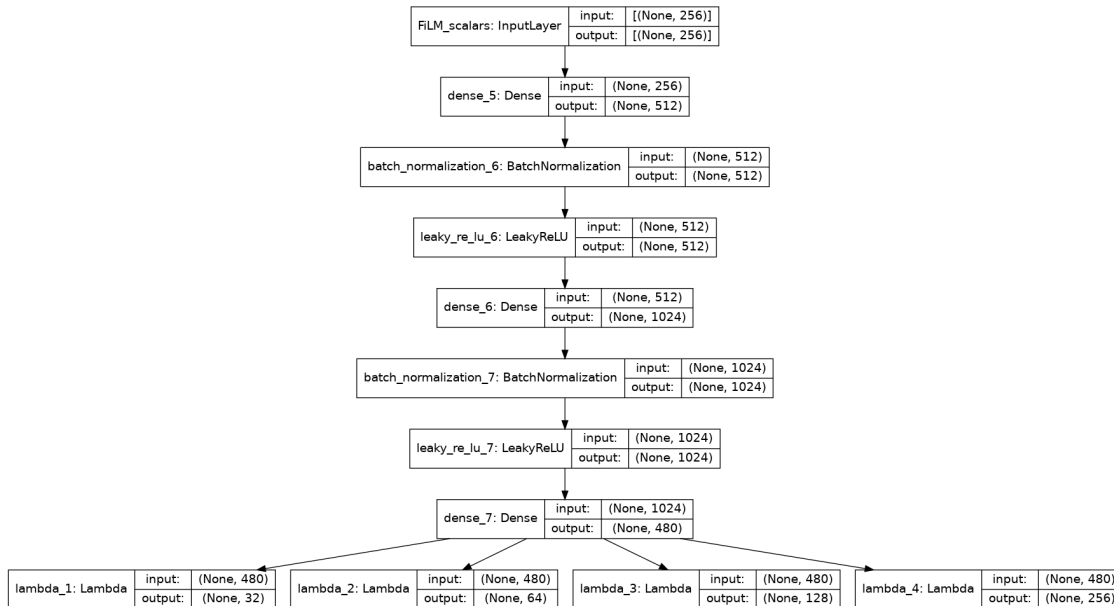 FiLM_scalars: InputLayer input: [(None, 256)]
output: [(None, 256)]
dense_5: Dense input: (None, 256)
output: (None, 512)
batch_normalization_6: BatchNormalization input: (None, 512)
output: (None, 512)
leaky_re_lu_6: LeakyReLU input: (None, 512)
output: (None, 512)
dense_6: Dense input: (None, 512)
output: (None, 1024)
batch_normalization_7: BatchNormalization input: (None, 1024)
output: (None, 1024)
leaky_re_lu_7: LeakyReLU input: (None, 1024)
output: (None, 1024)
dense_7: Dense input: (None, 1024)
output: (None, 480)
lambda_1: Lambda input: (None, 480)
output: (None, 32)
lambda_2: Lambda input: (None, 480)
output: (None, 64)
lambda_3: Lambda input: (None, 480)
output: (None, 128)
lambda_4: Lambda input: (None, 480)
output: (None, 256)